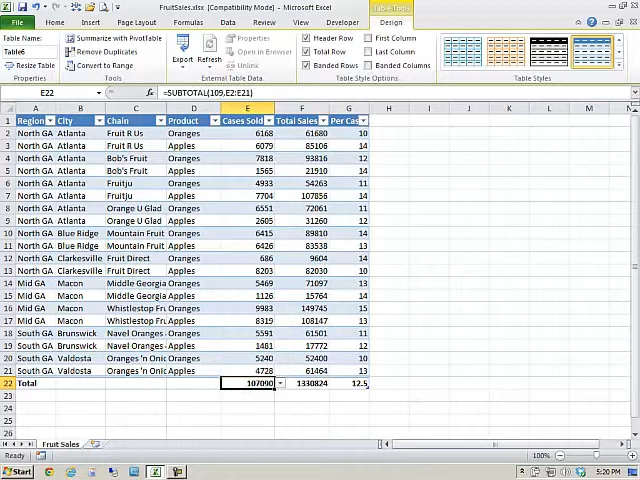 FruitSales.xlsx [Compatibility Mode] - Microsoft Excel Table Tools
File Home Insert Page Layout Formulas Data Review View Developer Design
Table Name: Summarize with PivotTable Properties Header Row First Column
Table6 Remove Duplicates Export Refresh Open in Browser Total Row Last Column
Resize Table Convert to Range Unlink Banded Rows Banded Columns
Properties Tools External Table Data Table Style Options Table Styles
E22 fx =SUBTOTAL(109,E2:E21)
A B C D E F G H I J K L M N
1 Region City Chain Product Cases Sold Total Sales Per Cas
2 North GA Atlanta Fruit R Us Oranges 6168 61680 10
3 North GA Atlanta Fruit R Us Apples 6079 85106 14
4 North GA Atlanta Bob's Fruit Oranges 7818 93816 12
5 North GA Atlanta Bob's Fruit Apples 1565 21910 14
6 North GA Atlanta FruitJu Oranges 4933 54263 11
7 North GA Atlanta FruitJu Apples 7704 107856 14
8 North GA Atlanta Orange U Glad Oranges 6551 72061 11
9 North GA Atlanta Orange U Glad Apples 2605 31260 12
10 North GA Blue Ridge Mountain Fruit Oranges 6415 89810 14
11 North GA Blue Ridge Mountain Fruit Apples 6426 83538 13
12 North GA Clarkesville Fruit Direct Oranges 686 9604 14
13 North GA Clarkesville Fruit Direct Apples 8203 82030 10
14 Mid GA Macon Middle Georgia Oranges 5469 71097 13
15 Mid GA Macon Middle Georgia Apples 1126 15764 14
16 Mid GA Macon Whistlestop Fru Oranges 9983 149745 15
17 Mid GA Macon Whistlestop Fru Apples 8319 108147 13
18 South GA Brunswick Navel Oranges Oranges 5591 61501 11
19 South GA Brunswick Navel Oranges Apples 1481 17772 12
20 South GA Valdosta Oranges 'n Onic Oranges 5240 52400 10
21 South GA Valdosta Oranges 'n Onic Apples 4728 61464 13
22 Total 107090 1330824 12.5
23
24
25
26
Fruit Sales
Ready 100%
Start 5:20 PM